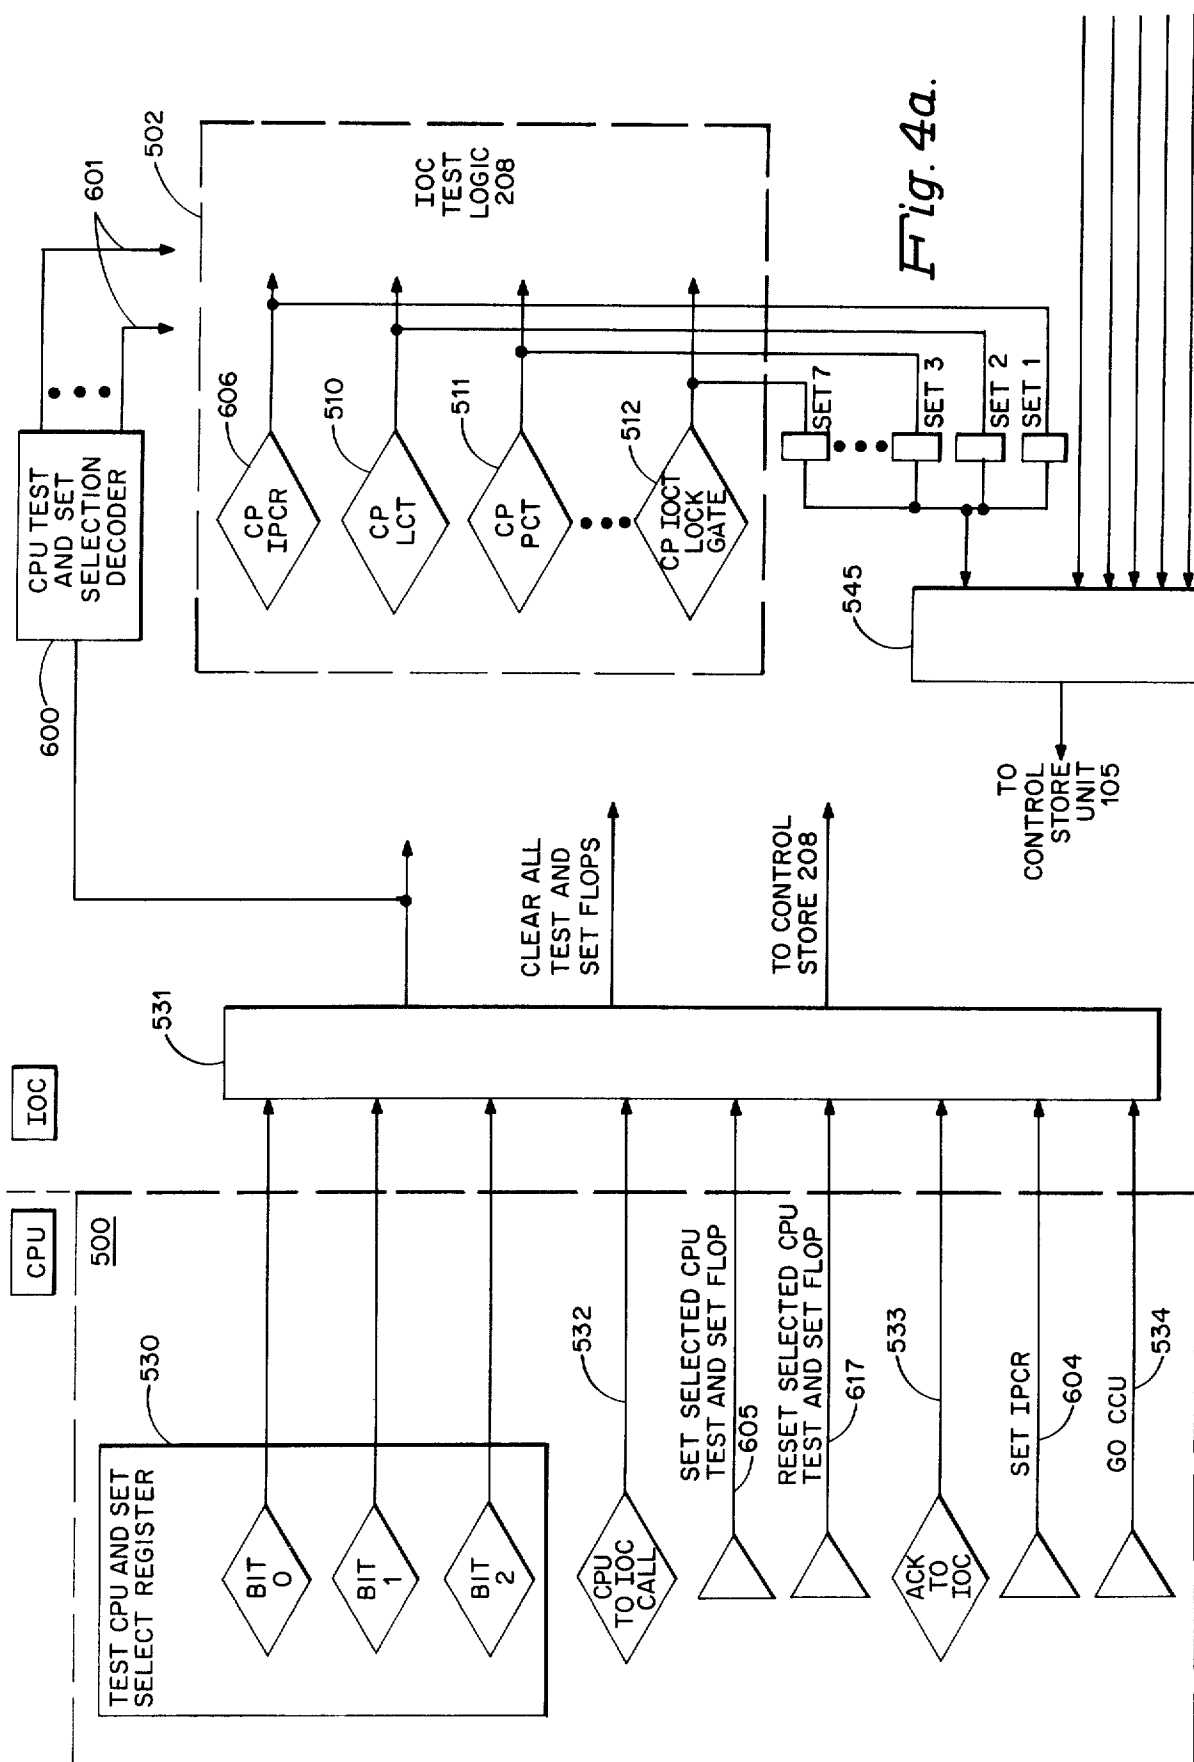 CPU
IOC
500
530
TEST CPU AND SET
SELECT REGISTER
BIT
0
BIT
1
BIT
2
CPU
TO IOC
CALL
532
SET SELECTED CPU
TEST AND SET FLOP
605
RESET SELECTED CPU
TEST AND SET FLOP
617
ACK
TO
IOC
533
SET IPCR
604
GO CCU
534
531
CLEAR ALL
TEST AND
SET FLOPS
TO CONTROL
STORE 208
600
CPU TEST
AND SET
SELECTION
DECODER
601
502
IOC
TEST
LOGIC
208
CP
IPCR
606
CP
LCT
510
CP
PCT
511
CP IOCT
LOCK
GATE
512
SET 7
SET 3
SET 2
SET 1
545
TO
CONTROL
STORE
UNIT
105
Fig. 4a.